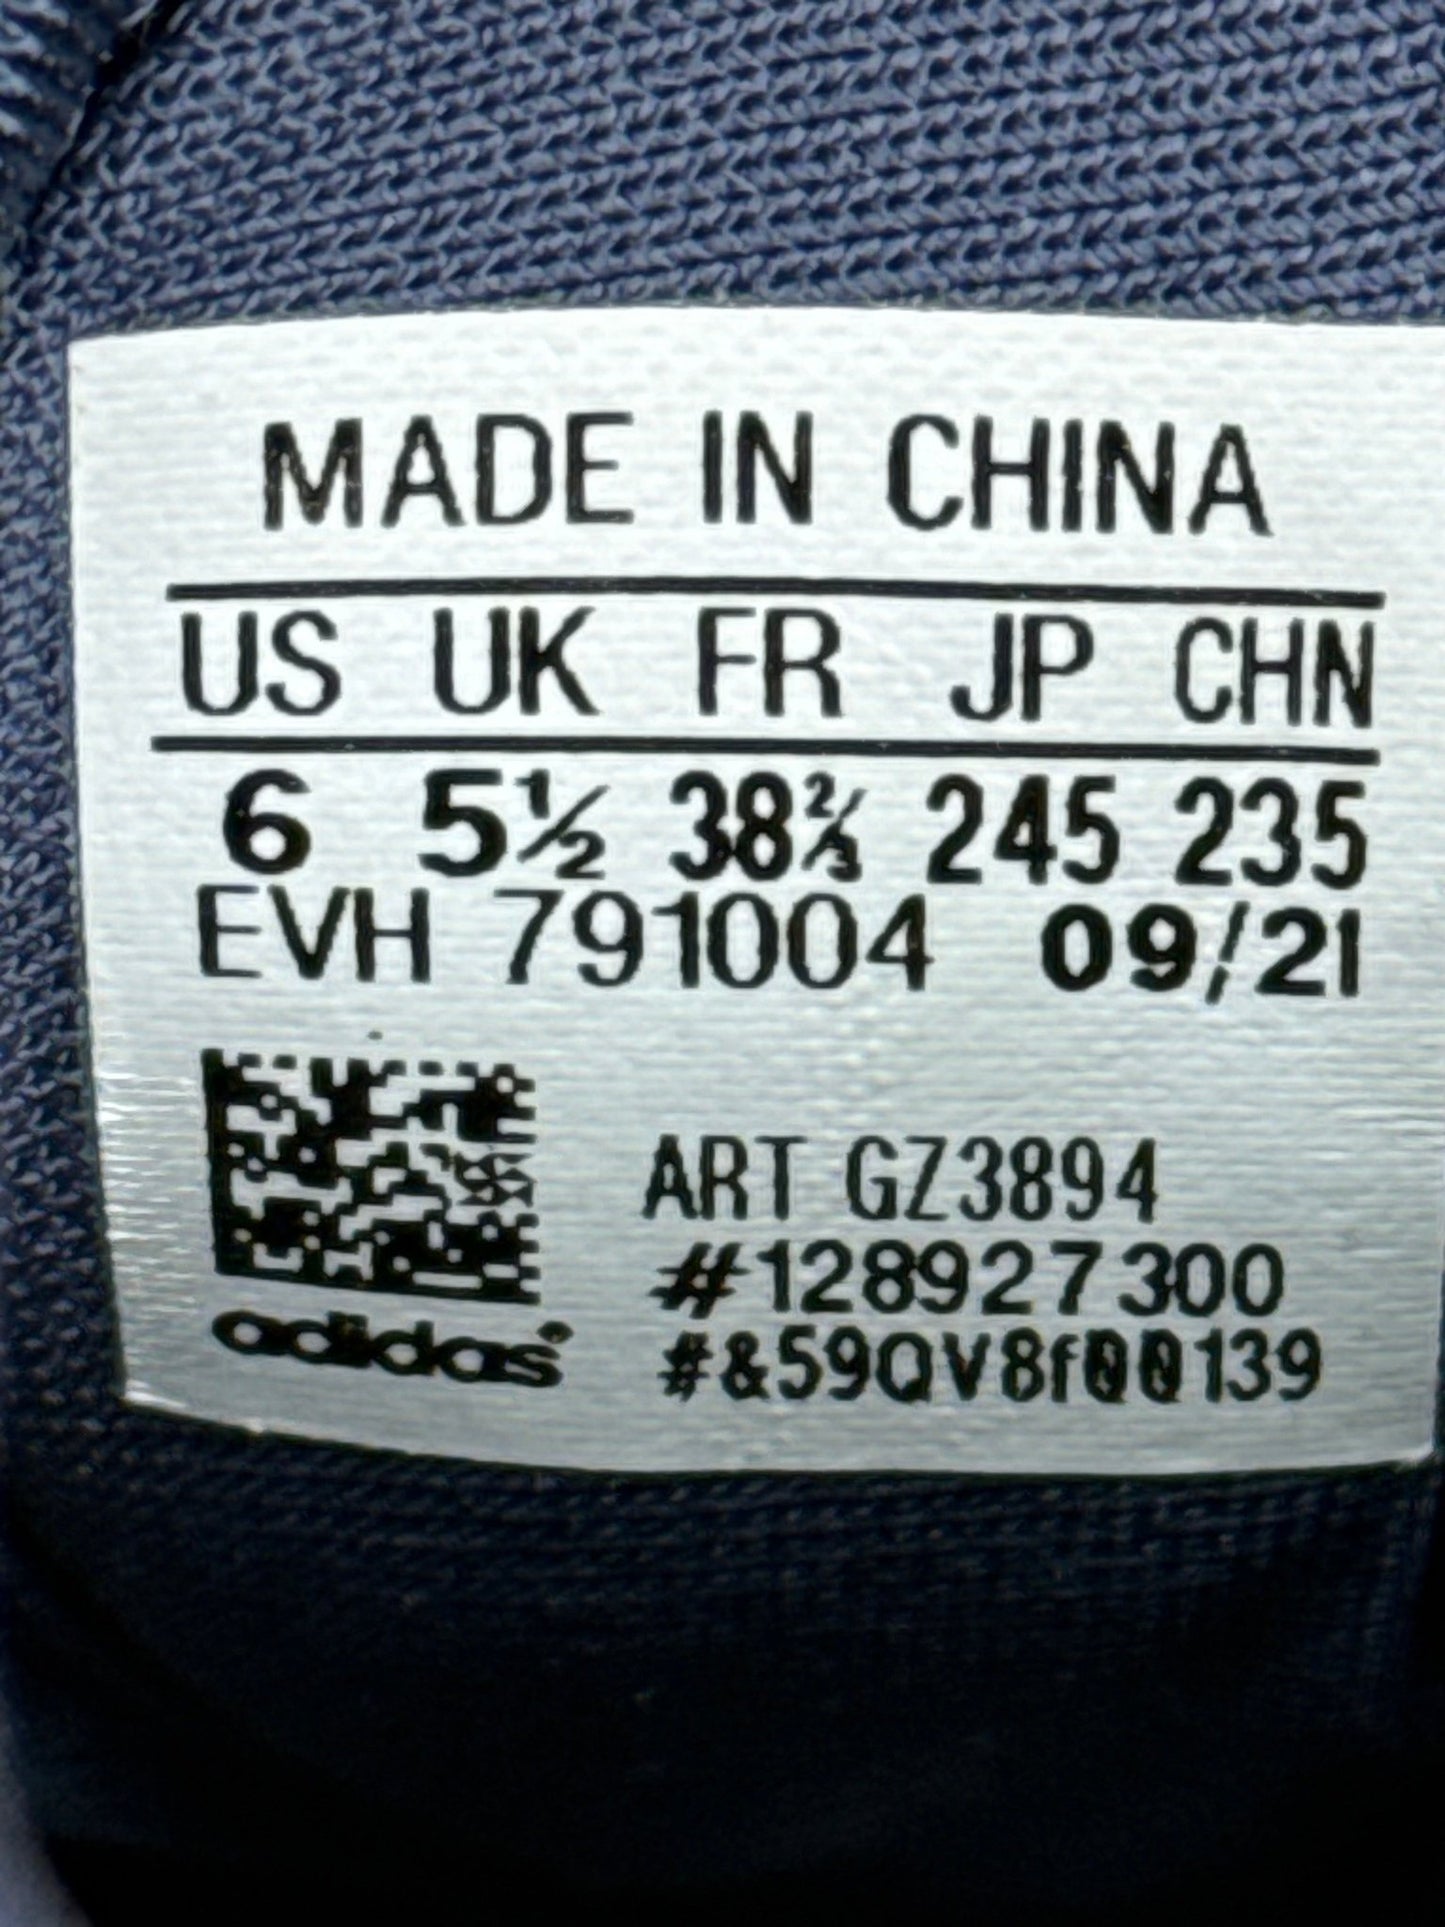 MADE IN CHINA
US UK FR JP CHN
6 5½ 38⅔ 245 235
EVH 791004 09/21
ART GZ3894
#128927300
adidas
#&59QV8f00139